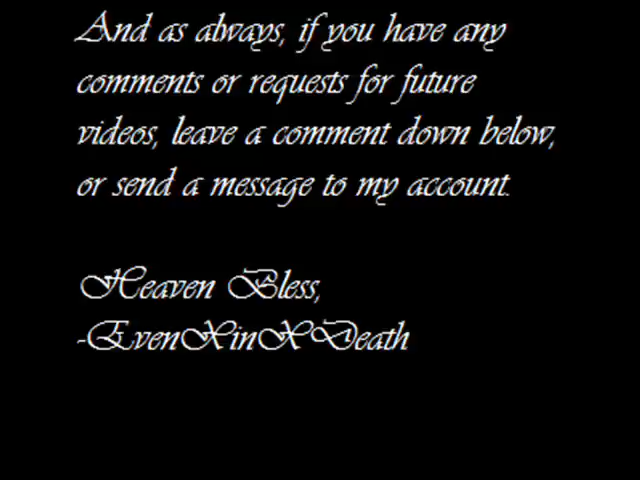 And as always, if you have any
comments or requests for future
videos, leave a comment down below,
or send a message to my account.
Heaven Bless,
-EvenXinXDeath